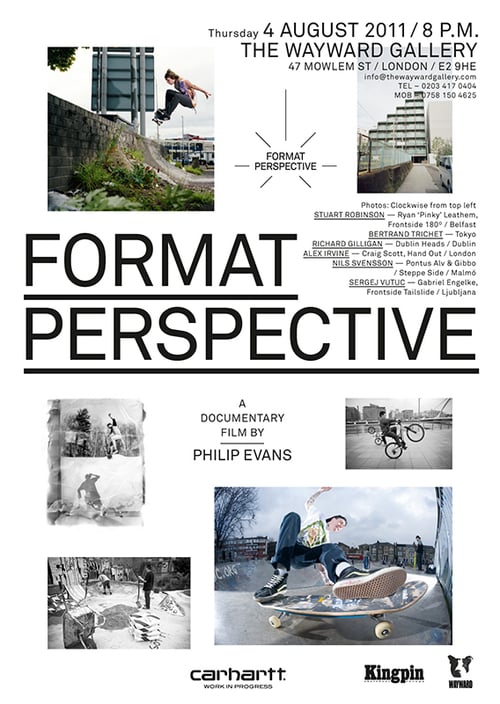 Thursday 4 AUGUST 2011 / 8 P.M.
THE WAYWARD GALLERY
47 MOWLEM ST / LONDON / E2 9HE
info@thewaywardgallery.com
TEL – 0203 417 0404
MOB – 0758 150 4625
FORMAT
PERSPECTIVE
Photos: Clockwise from top left
STUART ROBINSON — Ryan 'Pinky' Leathem,
Frontside 180º / Belfast
BERTRAND TRICHET — Tokyo
RICHARD GILLIGAN — Dublin Heads / Dublin
ALEX IRVINE — Craig Scott, Hand Out / London
NILS SVENSSON — Pontus Alv & Gibbo
/ Steppe Side / Malmö
SERGEJ VUTUC — Gabriel Engelke,
Frontside Tailslide / Ljubljana
FORMAT
PERSPECTIVE
A
DOCUMENTARY
FILM BY
PHILIP EVANS
carhartt.
WORK IN PROGRESS
Kingpin
WAYWARD